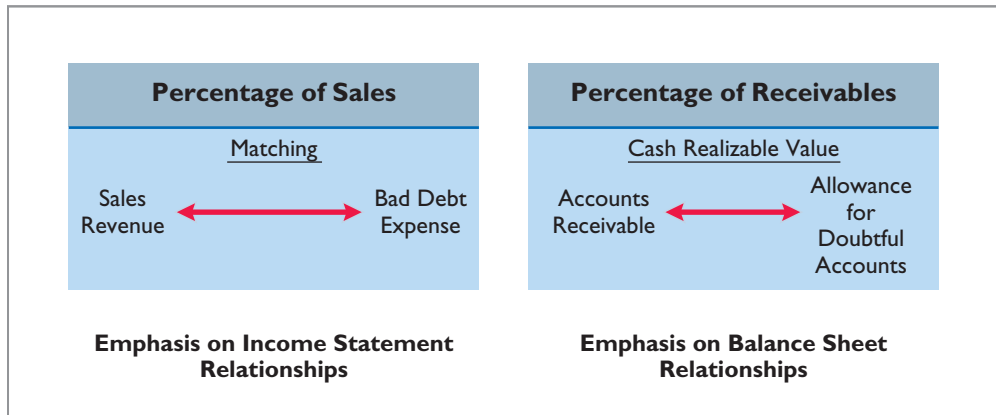 Percentage of Sales
Matching
Sales
Revenue
Bad Debt
Expense
Emphasis on Income Statement
Relationships
Percentage of Receivables
Cash Realizable Value
Accounts
Receivable
Allowance
for
Doubtful
Accounts
Emphasis on Balance Sheet
Relationships